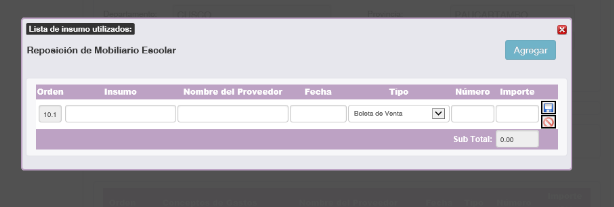 Lista de insumo utilizados:
Reposición de Mobiliario Escolar
Agregar
Orden Insumo Nombre del Proveedor Fecha Tipo Número Importe
10.1 Boleta de Venta
Sub Total: 0.00